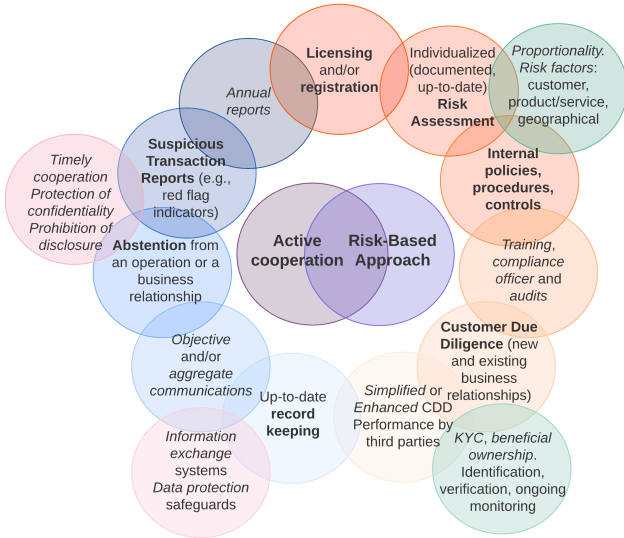 Licensing
and/or
registration
Individualized
(documented,
up-to-date)
Risk
Assessment
Proportionality.
Risk factors:
customer,
product/service,
geographical
Internal
policies,
procedures,
controls
Training,
compliance
officer and
audits
Customer Due
Diligence (new
and existing
business
relationships)
KYC, beneficial
ownership.
Identification,
verification, ongoing
monitoring
Simplified or
Enhanced CDD
Performance by
third parties
Up-to-date
record
keeping
Information
exchange
systems
Data protection
safeguards
Objective
and/or
aggregate
communications
Abstention from
an operation or a
business
relationship
Timely
cooperation
Protection of
confidentiality
Prohibition of
disclosure
Suspicious
Transaction
Reports (e.g.,
red flag
indicators)
Annual
reports
Active
cooperation
Risk-Based
Approach